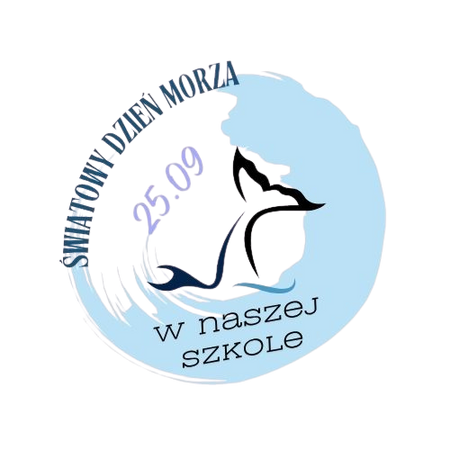 ŚWIATOWY DZIEŃ MORZA
25.09
w naszej
szkole